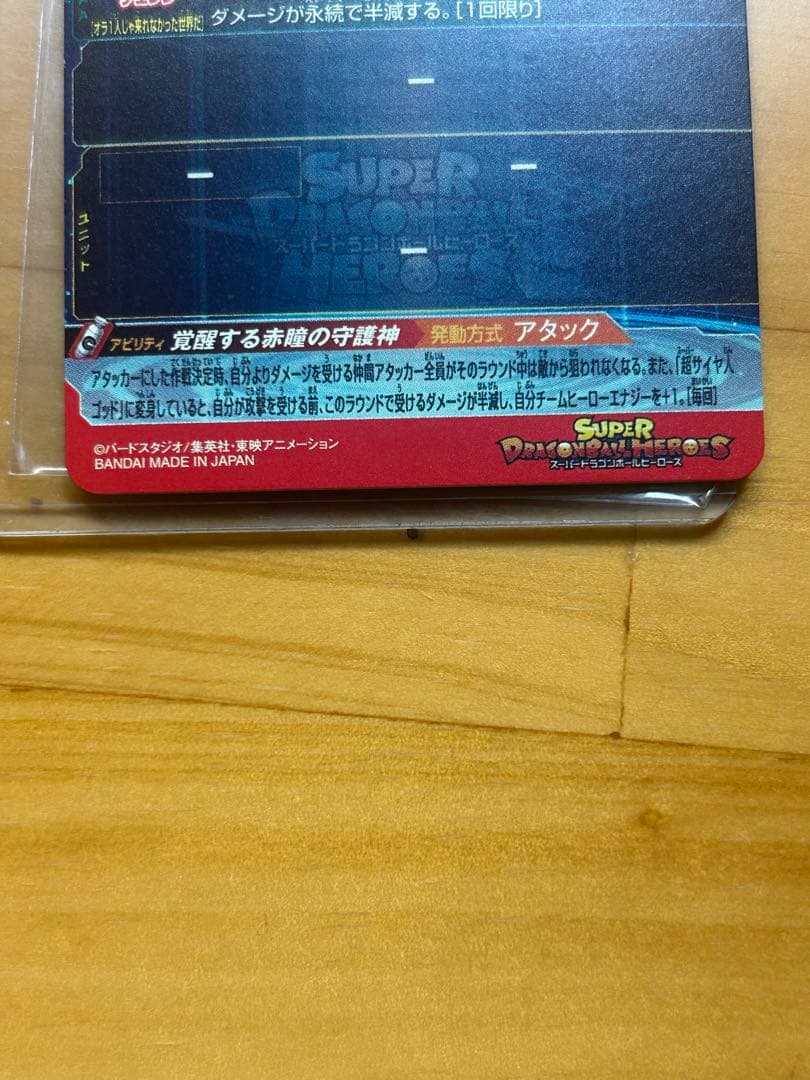 [オラ1人じゃ来れなかった世界だ]
ダメージが永続で半減する。[1回限り]
ー
ー
ー
ー
SUPER
DRAGONBALL
スーパードラゴンボールヒーローズ
HEROES
ユニット
アビリティ 覚醒する赤瞳の守護神 発動方式 アタック
アタッカーにした作戦決定時、自分よりダメージを受ける仲間アタッカー全員がそのラウンド中は敵から狙われなくなる。また、「超サイヤ人
ゴッド」に変身していると、自分が攻撃を受ける前、このラウンドで受けるダメージが半減し、自分チームヒーローエナジーを+1。[毎回]
©バードスタジオ/集英社・東映アニメーション
BANDAI MADE IN JAPAN
SUPER
DRAGONBALL HEROES
スーパードラゴンボールヒーローズ